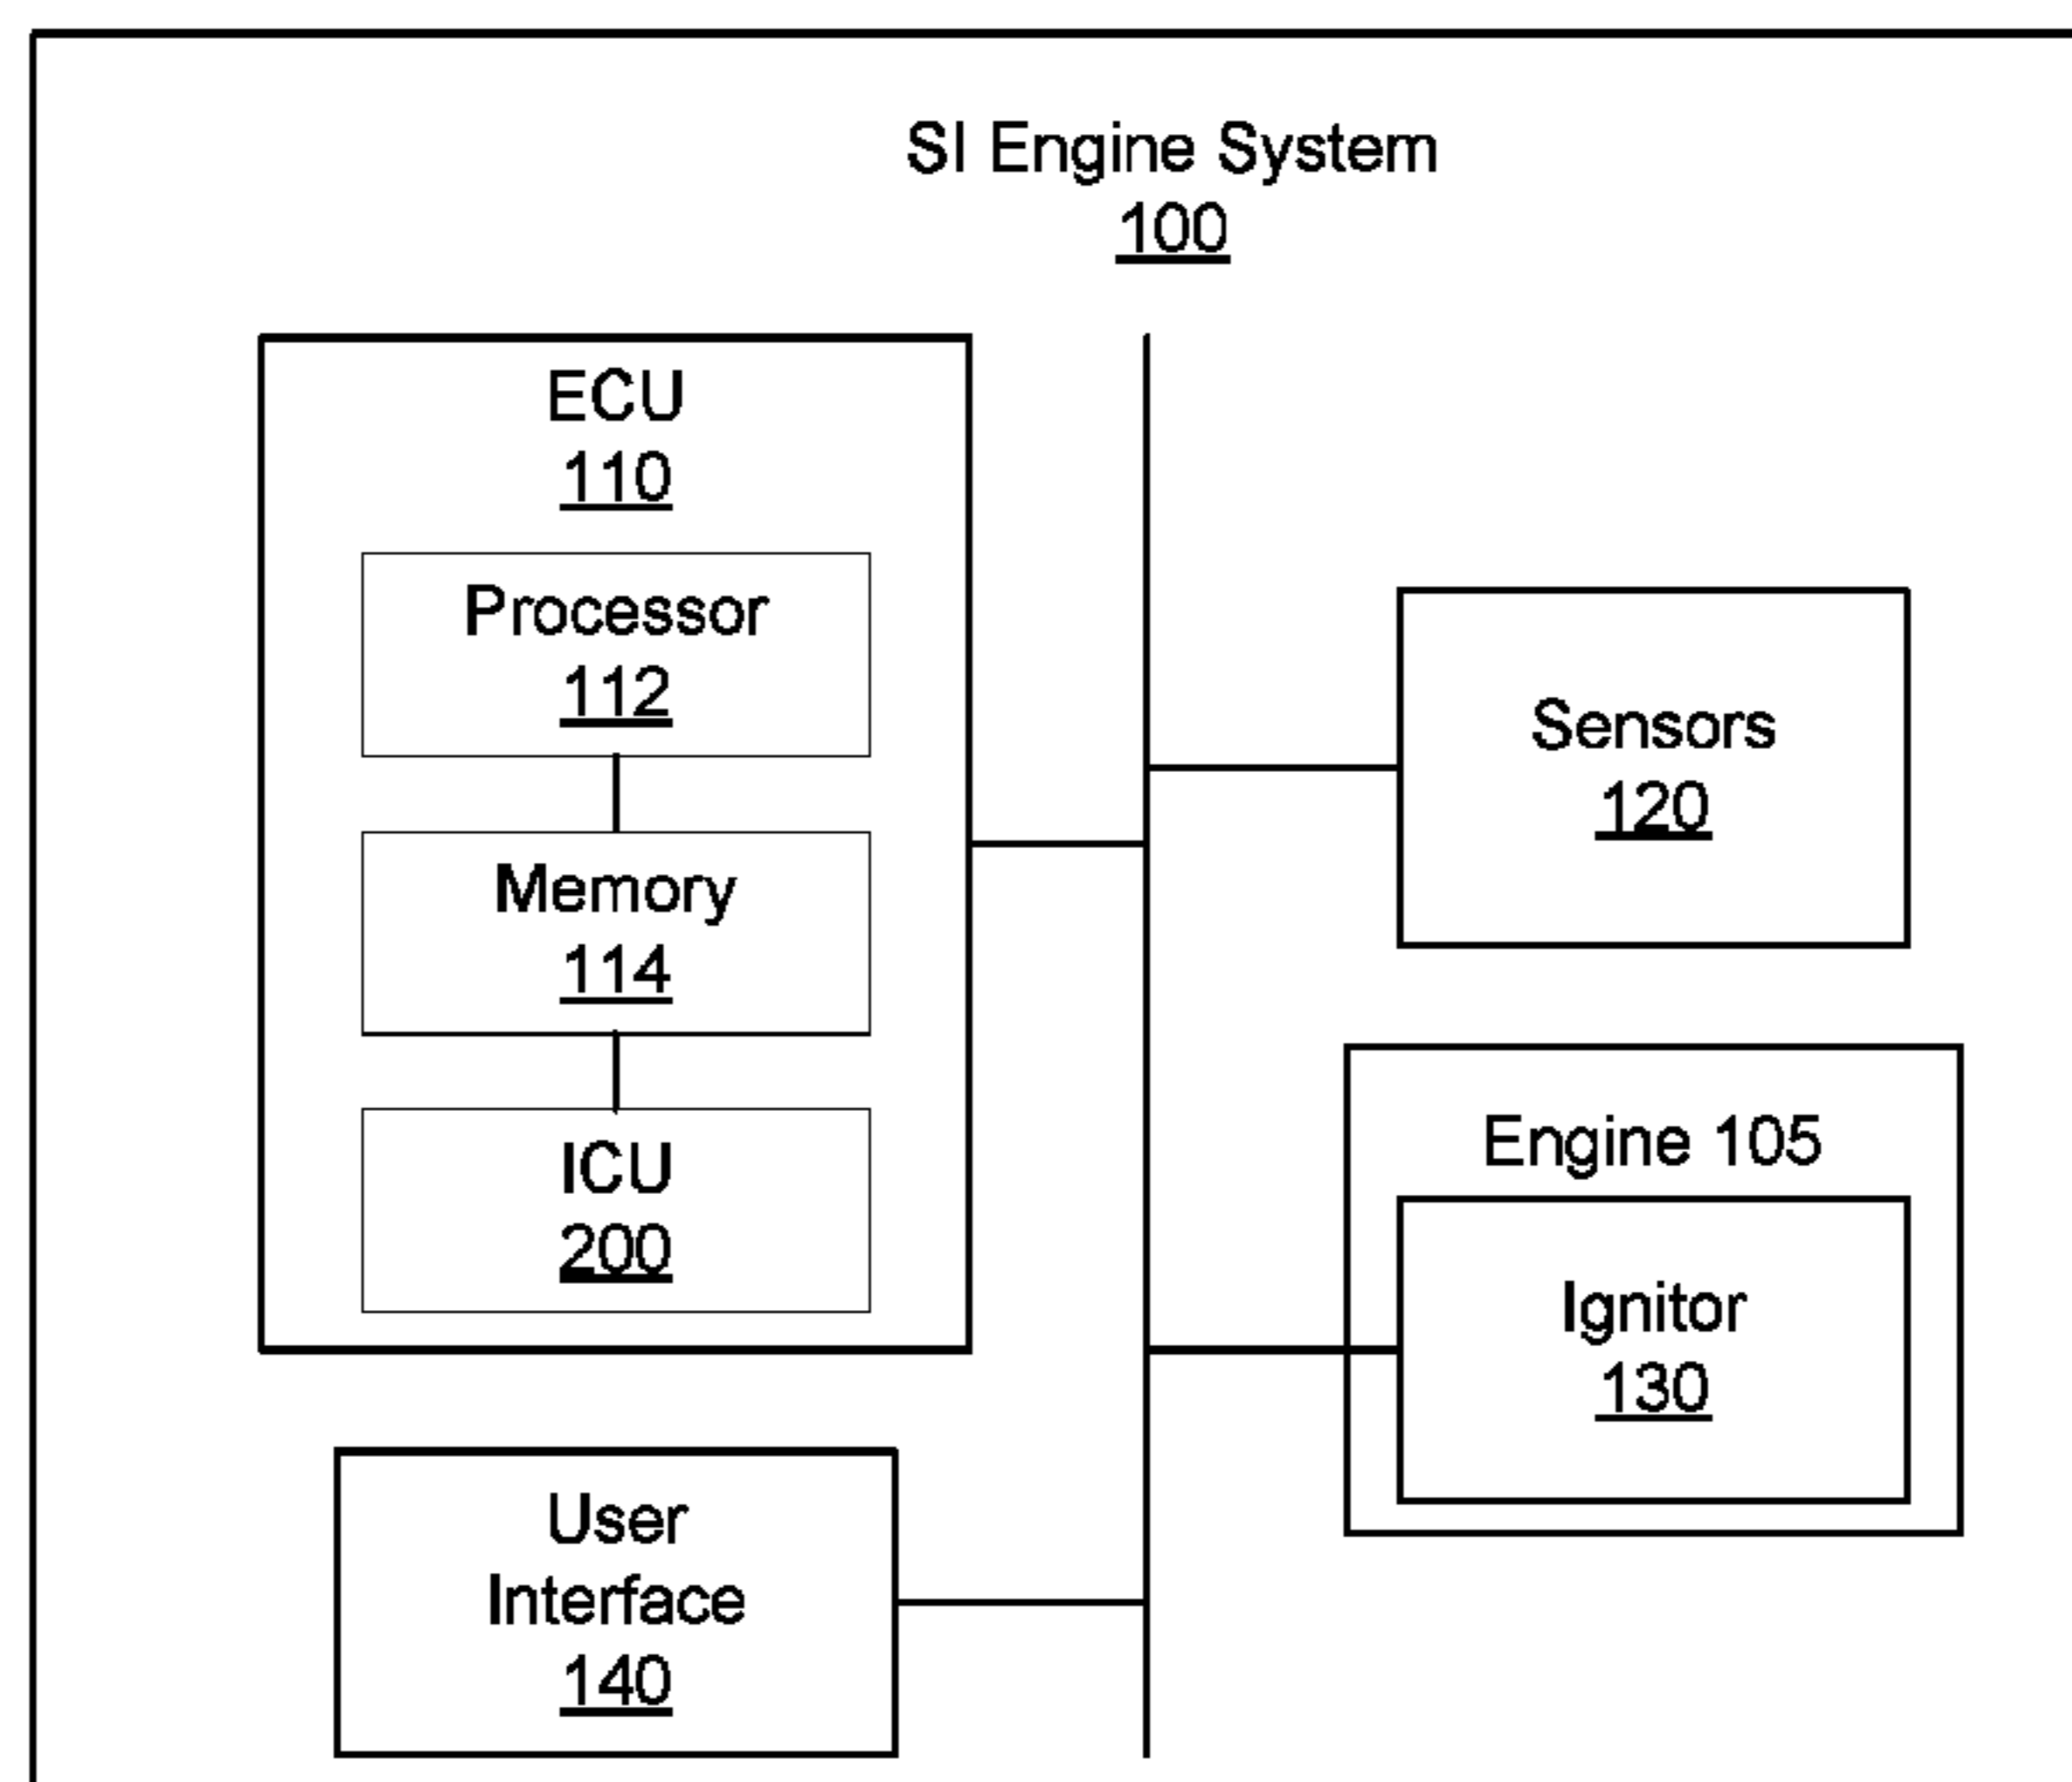 SI Engine System
100
ECU
110
Processor
112
Memory
114
ICU
200
Sensors
120
Engine 105
Ignitor
130
User
Interface
140